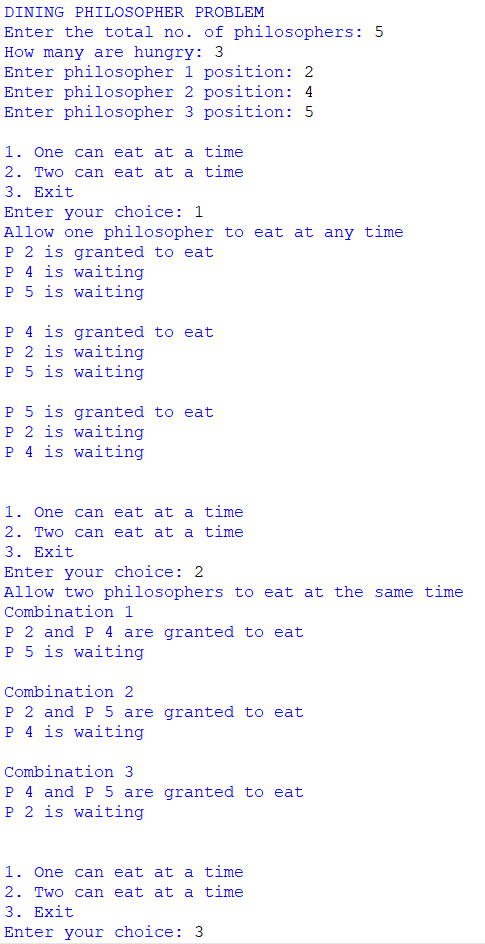 DINING PHILOSOPHER PROBLEM
Enter the total no. of philosophers: 5
How many are hungry: 3
Enter philosopher 1 position: 2
Enter philosopher 2 position: 4
Enter philosopher 3 position: 5

1. One can eat at a time
2. Two can eat at a time
3. Exit
Enter your choice: 1
Allow one philosopher to eat at any time
P 2 is granted to eat
P 4 is waiting
P 5 is waiting

P 4 is granted to eat
P 2 is waiting
P 5 is waiting

P 5 is granted to eat
P 2 is waiting
P 4 is waiting


1. One can eat at a time
2. Two can eat at a time
3. Exit
Enter your choice: 2
Allow two philosophers to eat at the same time
Combination 1
P 2 and P 4 are granted to eat
P 5 is waiting

Combination 2
P 2 and P 5 are granted to eat
P 4 is waiting

Combination 3
P 4 and P 5 are granted to eat
P 2 is waiting


1. One can eat at a time
2. Two can eat at a time
3. Exit
Enter your choice: 3